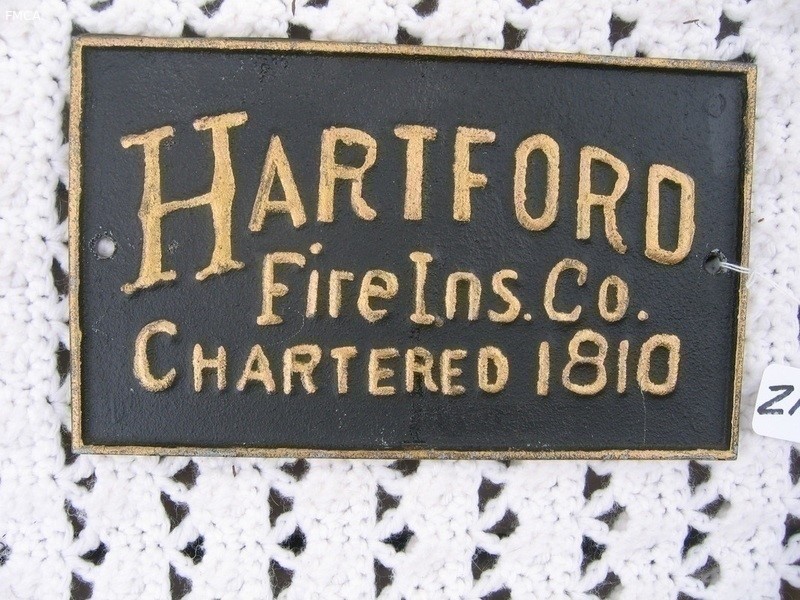 FMCA
HARTFORD
Fire Ins. Co.
CHARTERED 1810